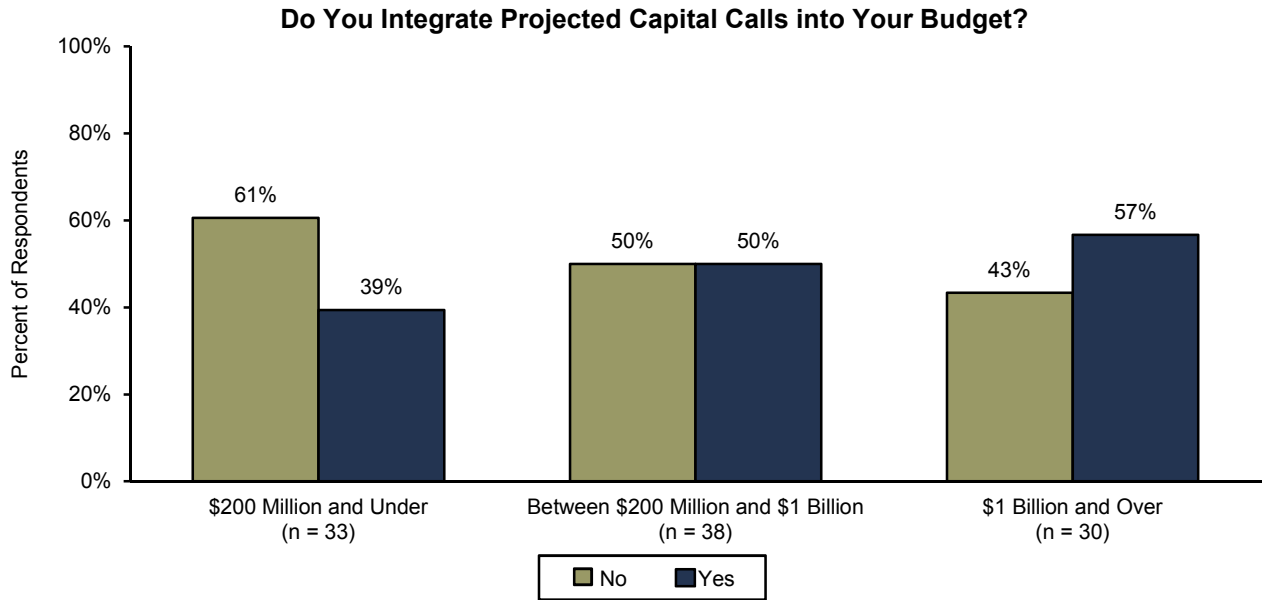 Do You Integrate Projected Capital Calls into Your Budget?
Percent of Respondents
100%
80%
60%
40%
20%
0%
61%
39%
50%
50%
43%
57%
$200 Million and Under
(n = 33)
Between $200 Million and $1 Billion
(n = 38)
$1 Billion and Over
(n = 30)
No
Yes